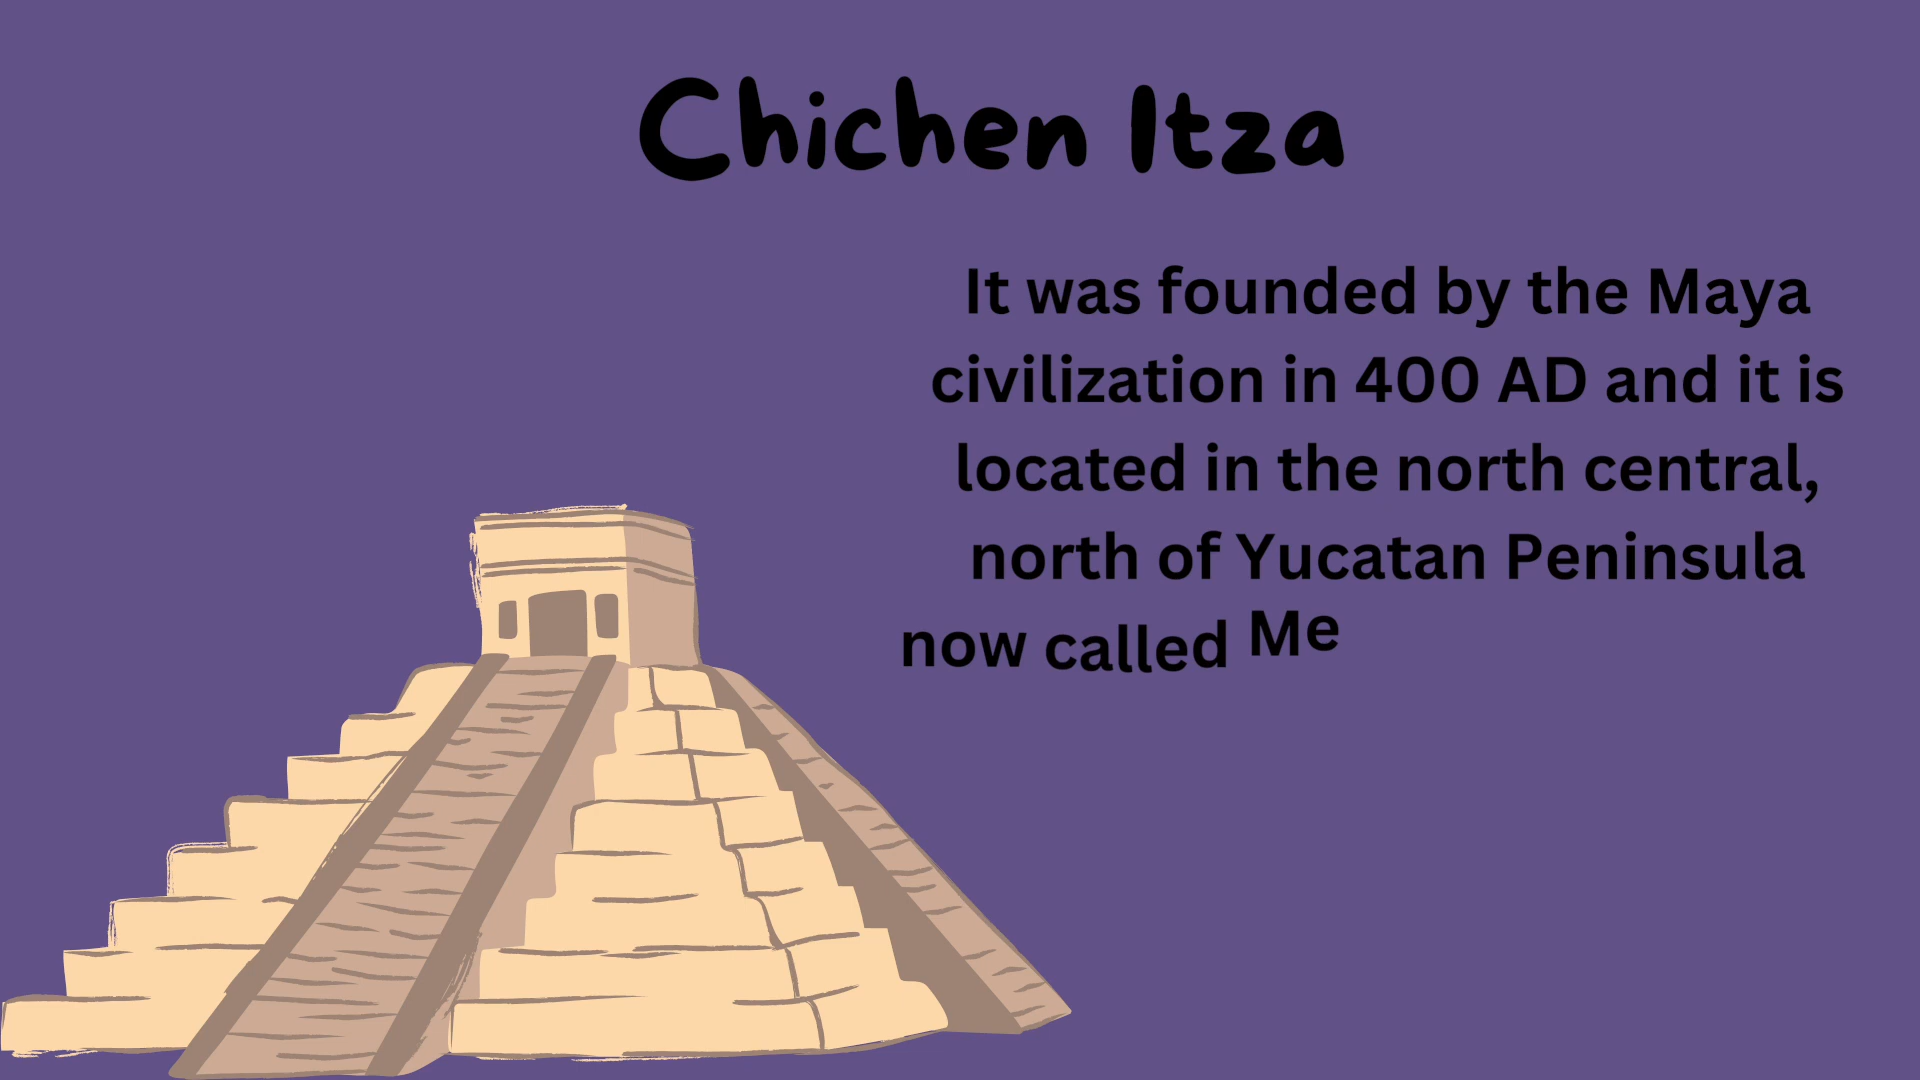 Chichen Itza
It was founded by the Maya
civilization in 400 AD and it is
located in the north central,
north of Yucatan Peninsula
now called Me